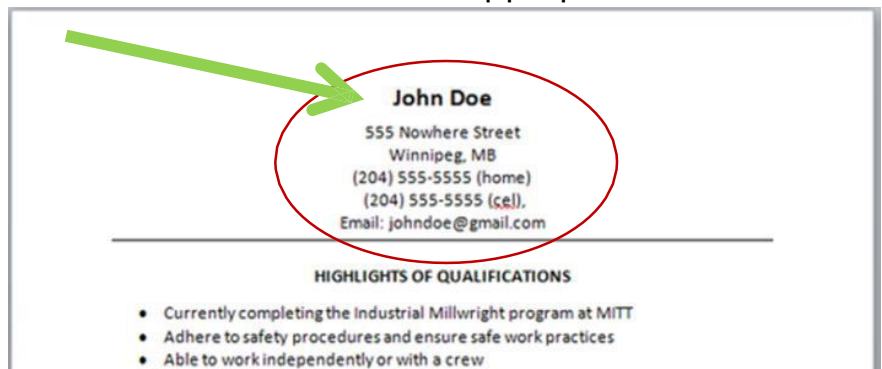 John Doe
555 Nowhere Street
Winnipeg, MB
(204) 555-5555 (home)
(204) 555-5555 (cel),
Email: johndoe@gmail.com
HIGHLIGHTS OF QUALIFICATIONS
• Currently completing the Industrial Millwright program at MITT
• Adhere to safety procedures and ensure safe work practices
• Able to work independently or with a crew